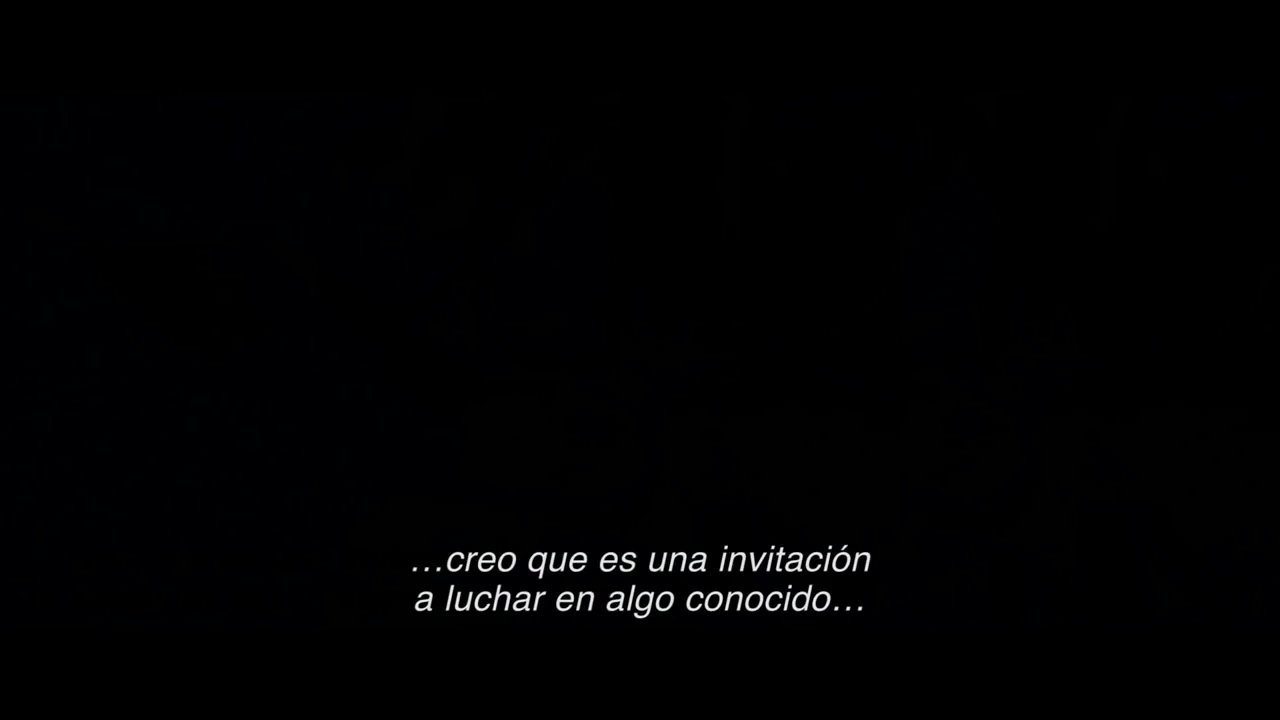 …creo que es una invitación
a luchar en algo conocido…